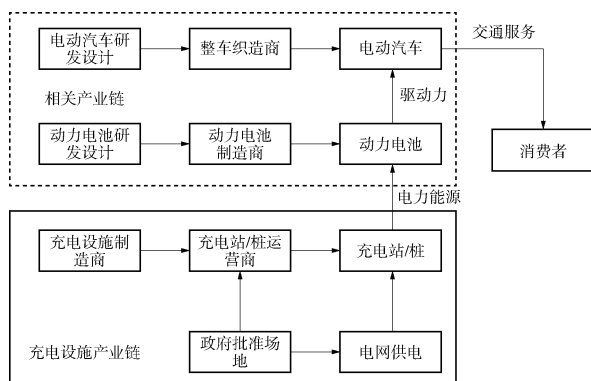 电动汽车研
发设计
整车织造商
电动汽车
交通服务
相关产业链
驱动力
动力电池研
发设计
动力电池
制造商
动力电池
消费者
电力能源
充电设施制
造商
充电站/桩运
营商
充电站/桩
充电设施产业链
政府批准场
地
电网供电